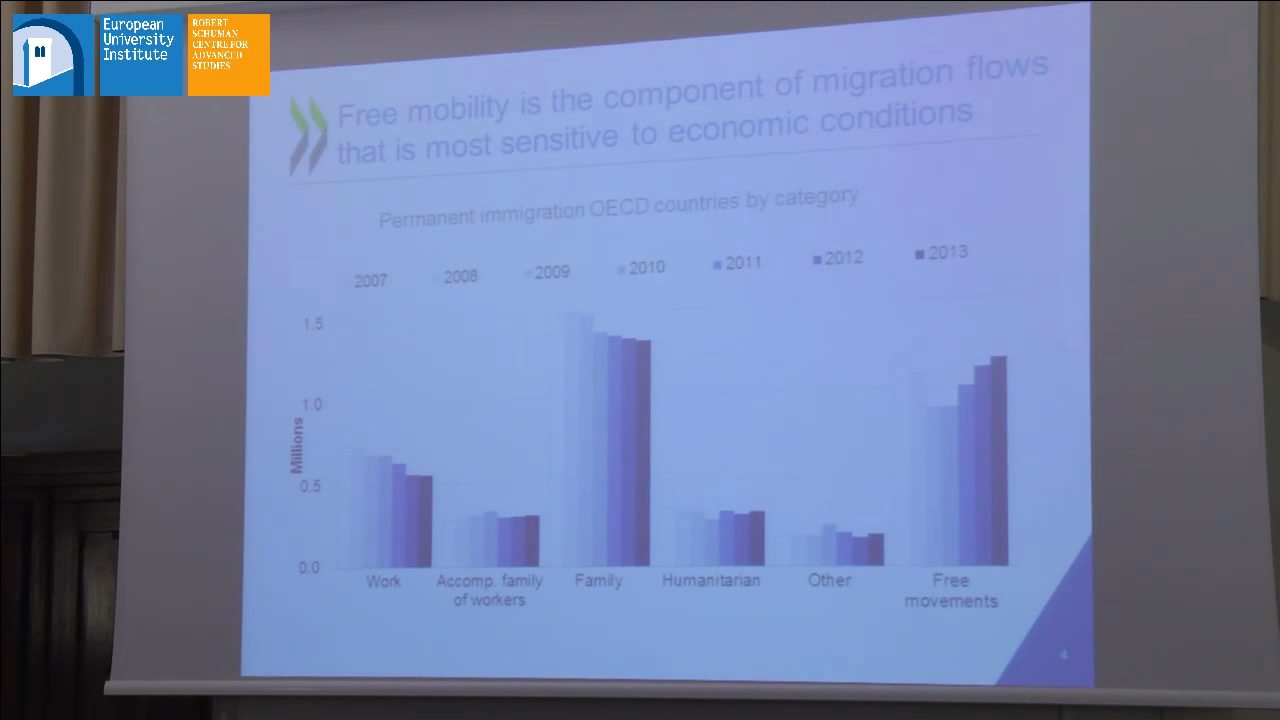 European
University
Institute
ROBERT
SCHUMAN
CENTRE FOR
ADVANCED
STUDIES
Free mobility is the component of migration flows
that is most sensitive to economic conditions
Permanent immigration OECD countries by category
2007 2008 2009 2010 2011 2012 2013
Millions
1.5
1.0
0.5
0.0
Work
Accomp. family
of workers
Family
Humanitarian
Other
Free
movements
4